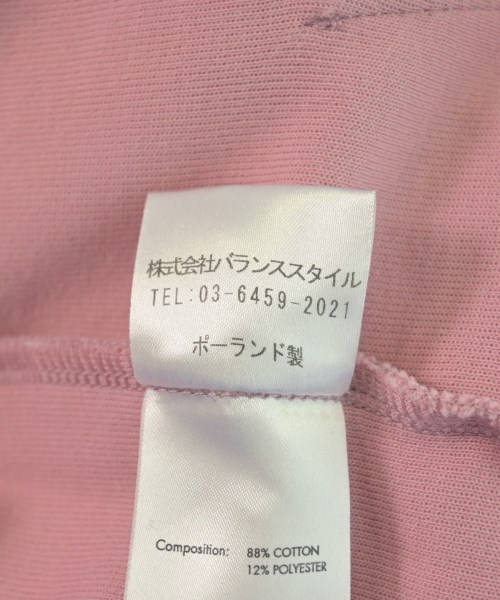 株式会社バランススタイル
TEL:03-6459-2021
ポーランド製
Composition: 88% COTTON
12% POLYESTER